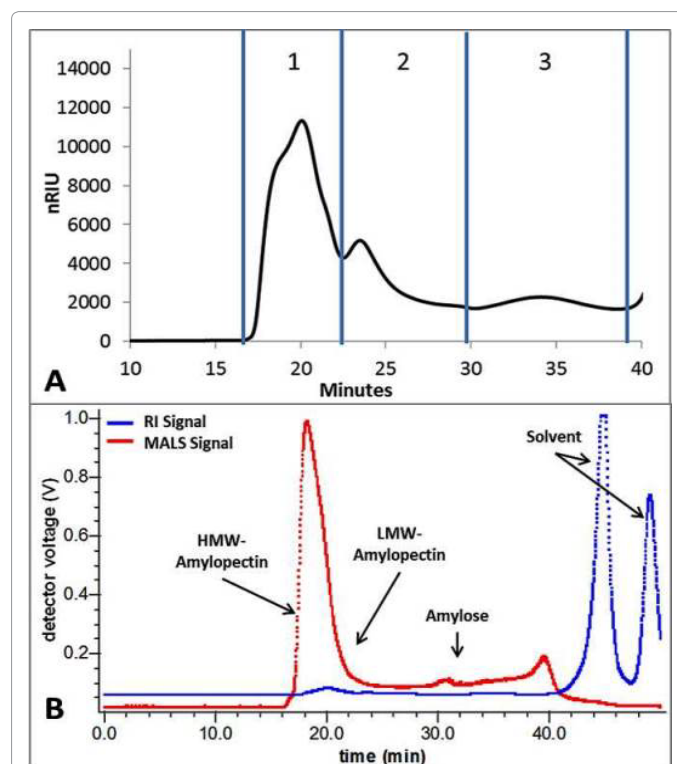 1 2 3
14000
12000
10000
8000
6000
4000
2000
0
nRIU
10 15 20 25 30 35 40
Minutes
A
RI Signal
MALS Signal
Solvent
HMW-
Amylopectin
LMW-
Amylopectin
Amylose
1.0
0.8
0.6
0.4
0.2
detector voltage (V)
B
0.0 10.0 20.0 30.0 40.0
time (min)